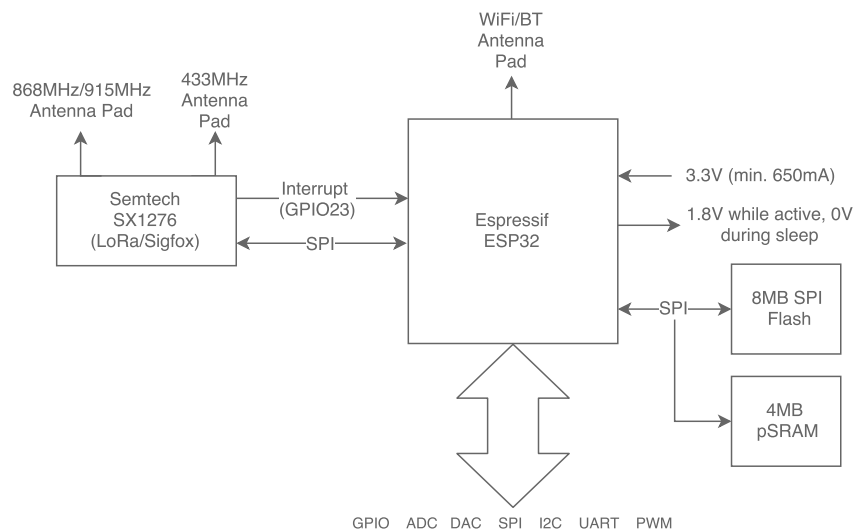 WiFi/BT
Antenna
Pad
868MHz/915MHz
Antenna Pad
433MHz
Antenna
Pad
Semtech
SX1276
(LoRa/Sigfox)
Interrupt
(GPIO23)
SPI
Espressif
ESP32
3.3V (min. 650mA)
1.8V while active, 0V
during sleep
SPI
8MB SPI
Flash
4MB
pSRAM
GPIO ADC DAC SPI I2C UART PWM